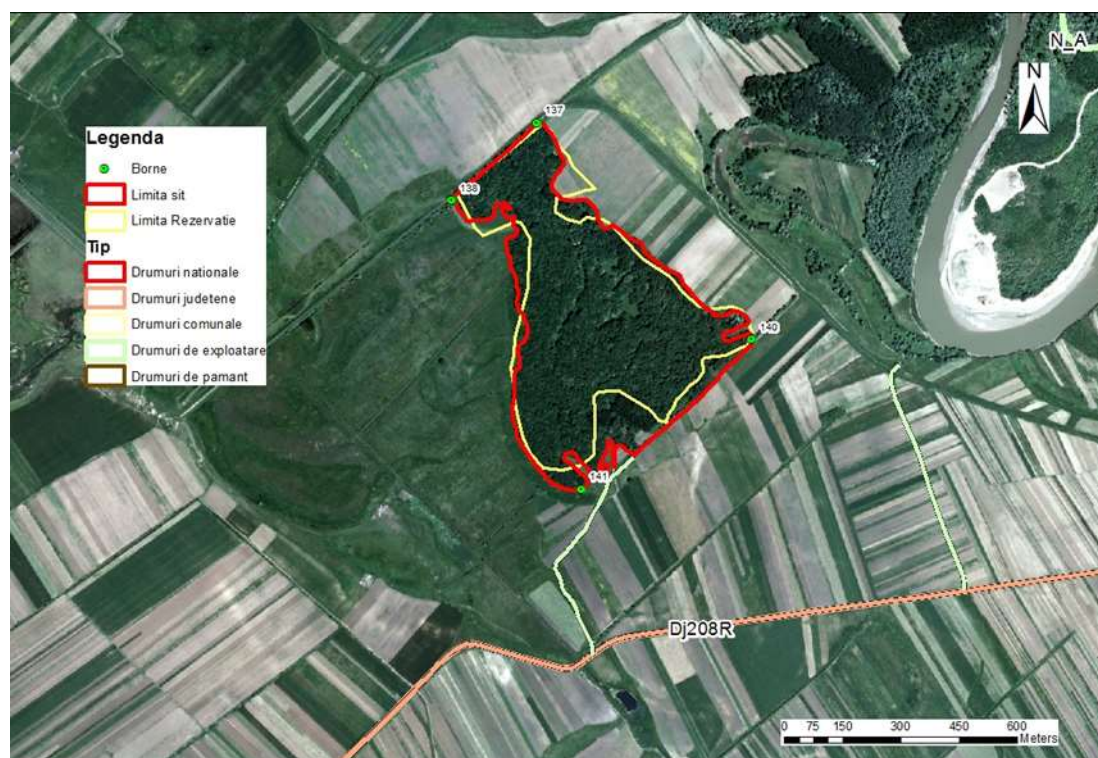 N_A
N
137
Legenda
Borne
138
Limita sit
Limita Rezervatie
Tip
Drumuri nationale
Drumuri judetene
Drumuri comunale
140
Drumuri de exploatare
Drumuri de pamant
141
Dj208R
0 75 150 300 450 600
Meters